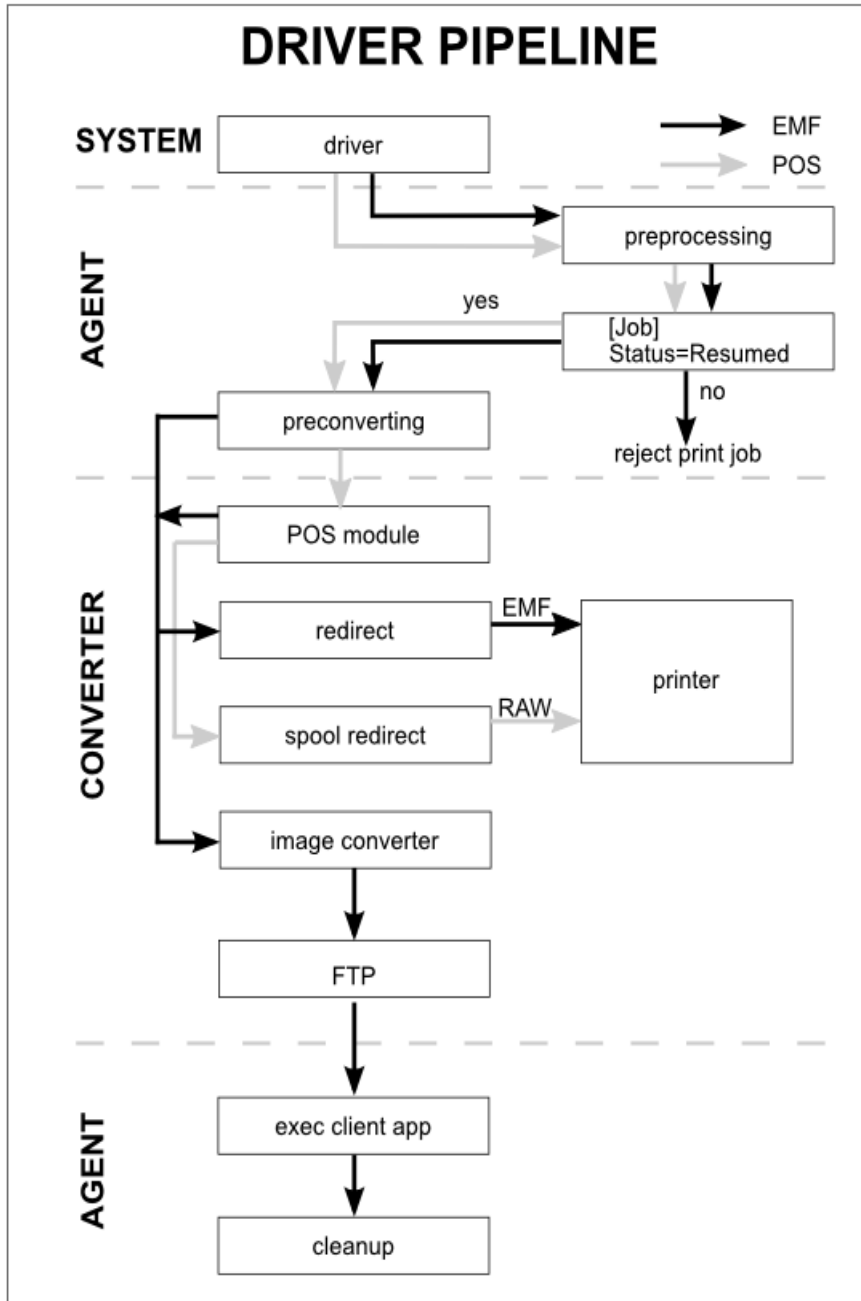 DRIVER PIPELINE
SYSTEM
driver
EMF
POS
AGENT
preprocessing
yes
[Job]
Status=Resumed
no
preconverting
reject print job
CONVERTER
POS module
redirect
EMF
printer
spool redirect
RAW
image converter
FTP
AGENT
exec client app
cleanup